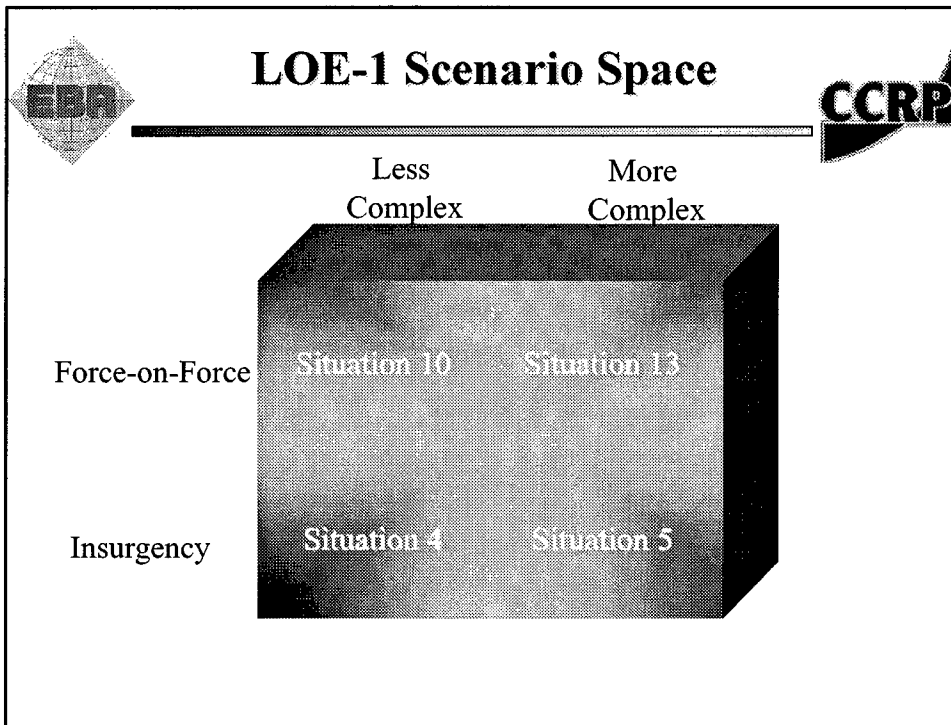 LOE-1 Scenario Space
EBR
CCRP
Less
Complex
More
Complex
Force-on-Force
Situation 10
Situation 13
Insurgency
Situation 4
Situation 5